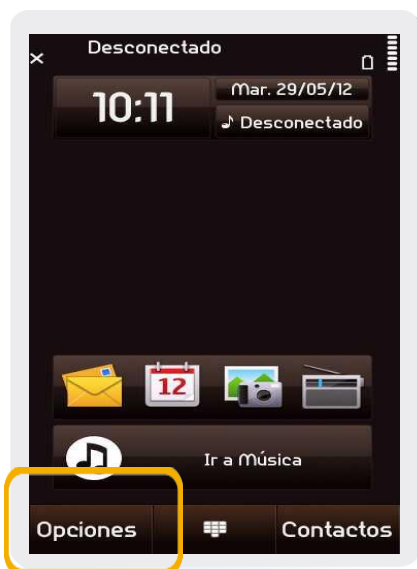 Desconectado
10:11
Mar. 29/05/12
Desconectado
12
Ir a Música
Opciones
Contactos